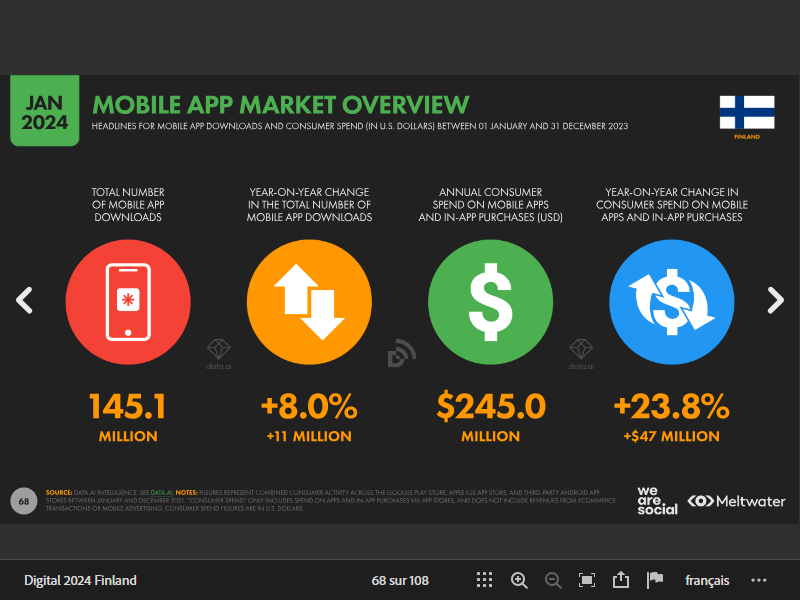 JAN
2024
MOBILE APP MARKET OVERVIEW
HEADLINES FOR MOBILE APP DOWNLOADS AND CONSUMER SPEND (IN U.S. DOLLARS) BETWEEN 01 JANUARY AND 31 DECEMBER 2023
FINLAND
TOTAL NUMBER
OF MOBILE APP
DOWNLOADS
YEAR-ON-YEAR CHANGE
IN THE TOTAL NUMBER OF
MOBILE APP DOWNLOADS
ANNUAL CONSUMER
SPEND ON MOBILE APPS
AND IN-APP PURCHASES (USD)
YEAR-ON-YEAR CHANGE IN
CONSUMER SPEND ON MOBILE
APPS AND IN-APP PURCHASES
data.ai
data.ai
145.1
MILLION
+8.0%
+11 MILLION
$245.0
MILLION
+23.8%
+$47 MILLION
68
SOURCE: DATA.AI INTELLIGENCE. SEE DATA.AI. NOTES: FIGURES REPRESENT COMBINED CONSUMER ACTIVITY ACROSS THE GOOGLE PLAY STORE, APPLE IOS APP STORE, AND THIRD-PARTY ANDROID APP
STORES BETWEEN JANUARY AND DECEMBER 2021. "CONSUMER SPEND" ONLY INCLUDES SPEND ON APPS AND IN-APP PURCHASES VIA APP STORES, AND DOES NOT INCLUDE REVENUES FROM ECOMMERCE
TRANSACTIONS OR MOBILE ADVERTISING. CONSUMER SPEND FIGURES ARE IN U.S. DOLLARS.
we
are.
social
Meltwater
Digital 2024 Finland
68 sur 108
français